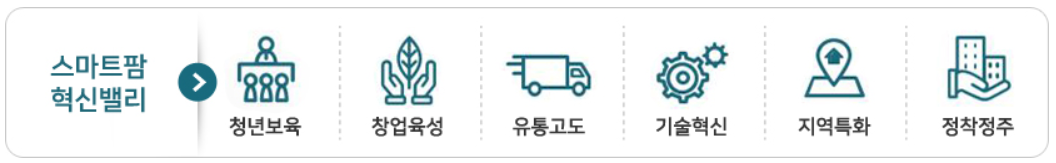 스마트팜
혁신밸리
청년보육
창업육성
유통고도
기술혁신
지역특화
정착정주